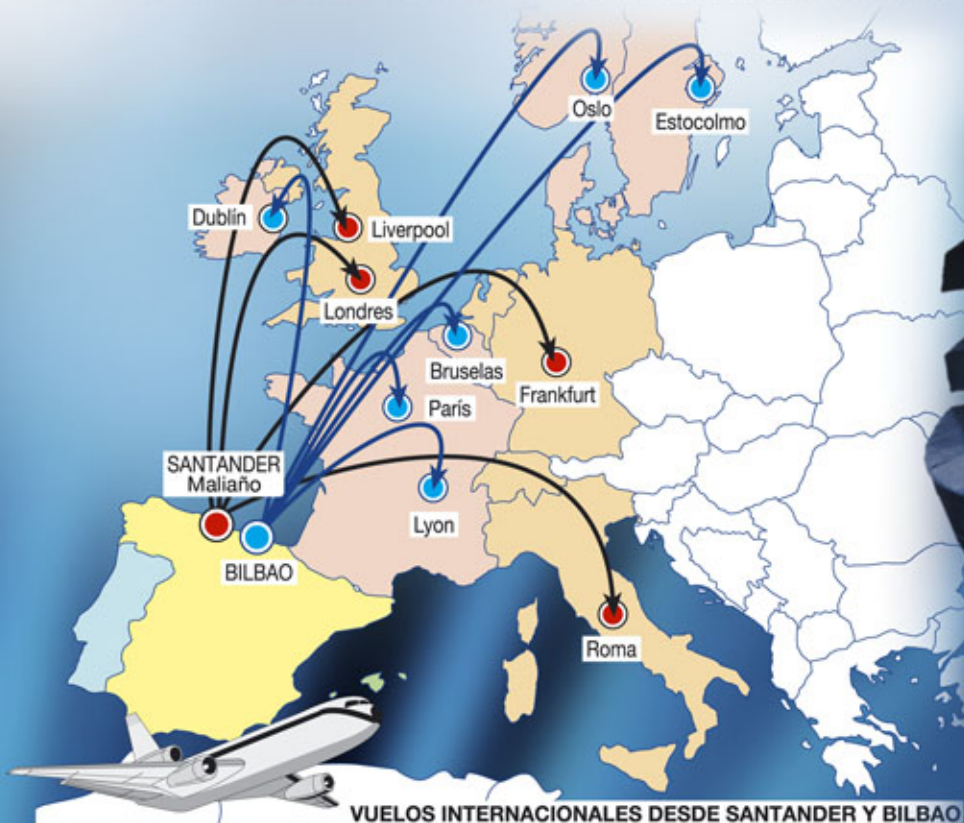 Oslo
Estocolmo
Dublín
Liverpool
Londres
Bruselas
Frankfurt
París
SANTANDER
Maliaño
Lyon
BILBAO
Roma
VUELOS INTERNACIONALES DESDE SANTANDER Y BILBAO